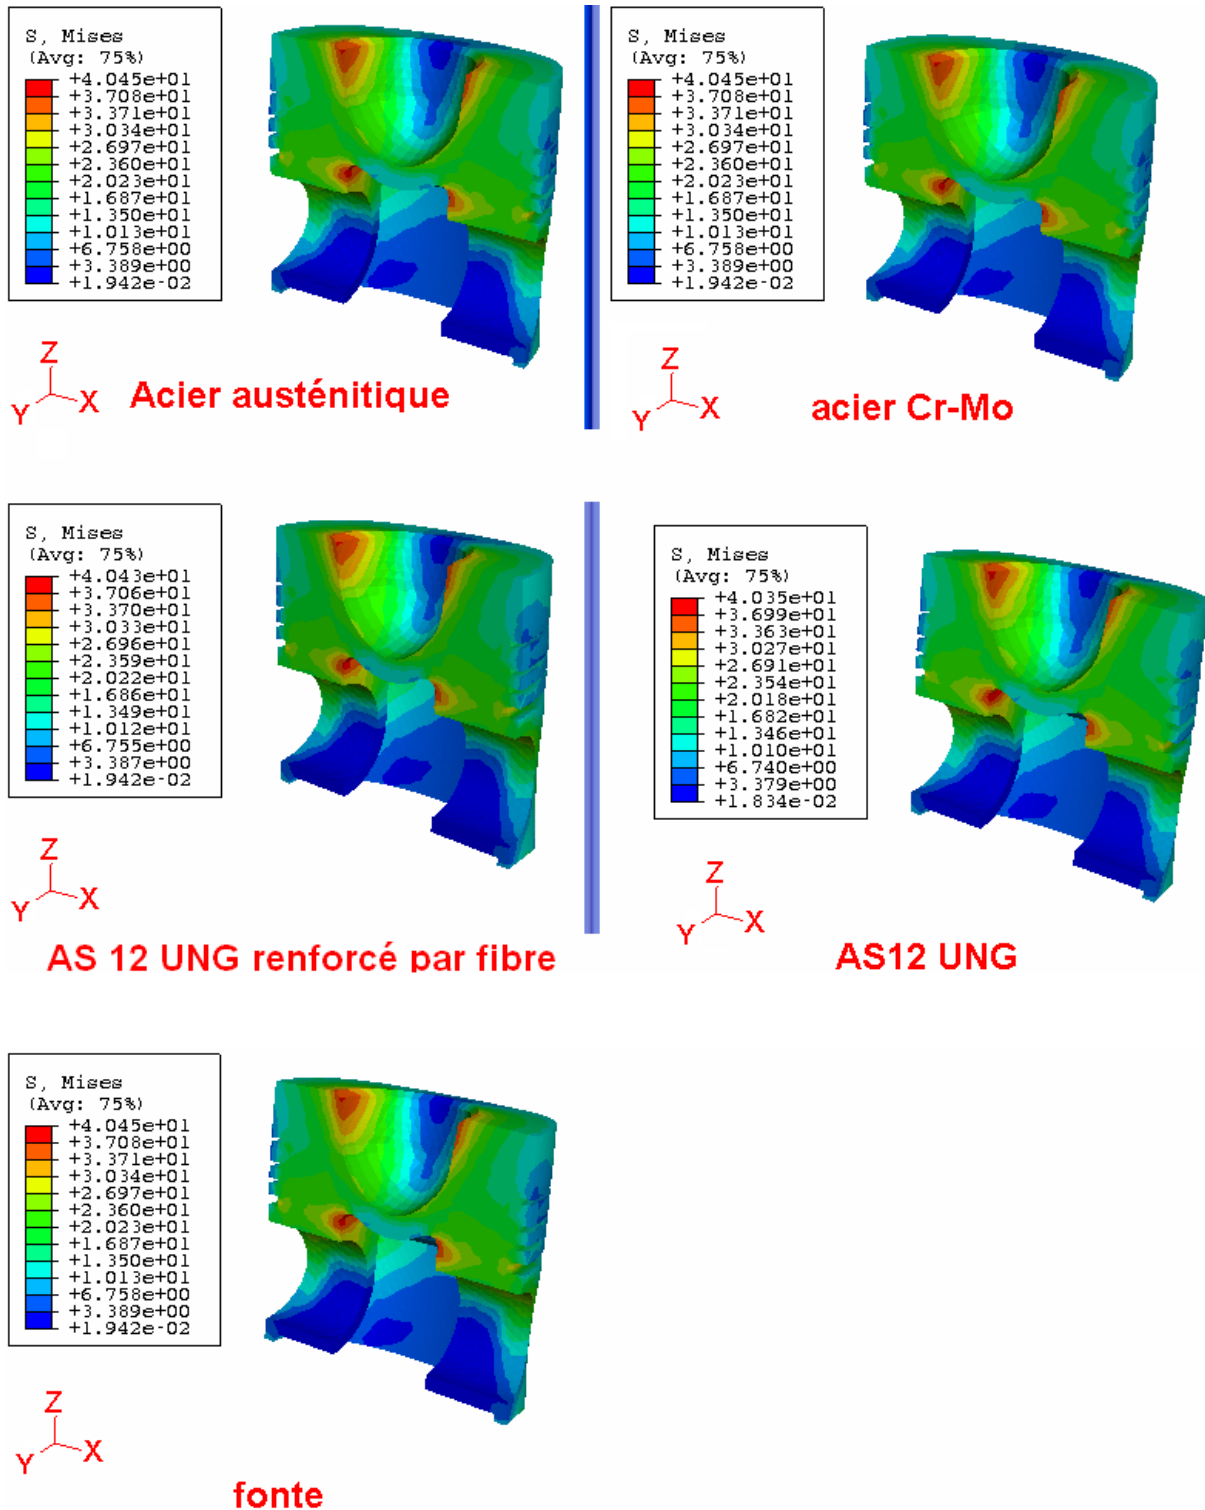 S, Mises
(Avg: 75%)
+4.045e+01
+3.708e+01
+3.371e+01
+3.034e+01
+2.697e+01
+2.360e+01
+2.023e+01
+1.687e+01
+1.350e+01
+1.013e+01
+6.758e+00
+3.389e+00
+1.942e-02
Z
Y
X
Acier austénitique
S, Mises
(Avg: 75%)
+4.045e+01
+3.708e+01
+3.371e+01
+3.034e+01
+2.697e+01
+2.360e+01
+2.023e+01
+1.687e+01
+1.350e+01
+1.013e+01
+6.758e+00
+3.389e+00
+1.942e-02
Z
Y
X
acier Cr-Mo
S, Mises
(Avg: 75%)
+4.043e+01
+3.706e+01
+3.370e+01
+3.033e+01
+2.696e+01
+2.359e+01
+2.022e+01
+1.686e+01
+1.349e+01
+1.012e+01
+6.755e+00
+3.387e+00
+1.942e-02
Z
Y
X
AS 12 UNG renforcé par fibre
S, Mises
(Avg: 75%)
+4.035e+01
+3.699e+01
+3.363e+01
+3.027e+01
+2.691e+01
+2.354e+01
+2.018e+01
+1.682e+01
+1.346e+01
+1.010e+01
+6.740e+00
+3.379e+00
+1.834e-02
Z
Y
X
AS12 UNG
S, Mises
(Avg: 75%)
+4.045e+01
+3.708e+01
+3.371e+01
+3.034e+01
+2.697e+01
+2.360e+01
+2.023e+01
+1.687e+01
+1.350e+01
+1.013e+01
+6.758e+00
+3.389e+00
+1.942e-02
Z
Y
X
fonte